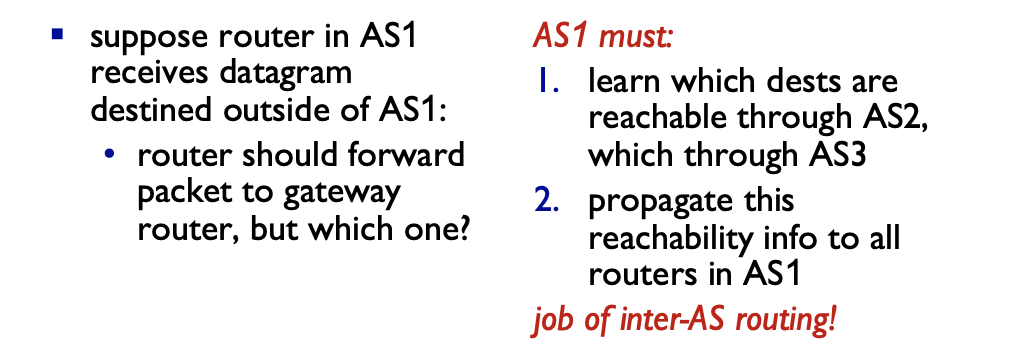 ▪ suppose router in AS1
receives datagram
destined outside of AS1:
• router should forward
packet to gateway
router, but which one?
AS1 must:
1. learn which dests are
reachable through AS2,
which through AS3
2. propagate this
reachability info to all
routers in AS1
job of inter-AS routing!